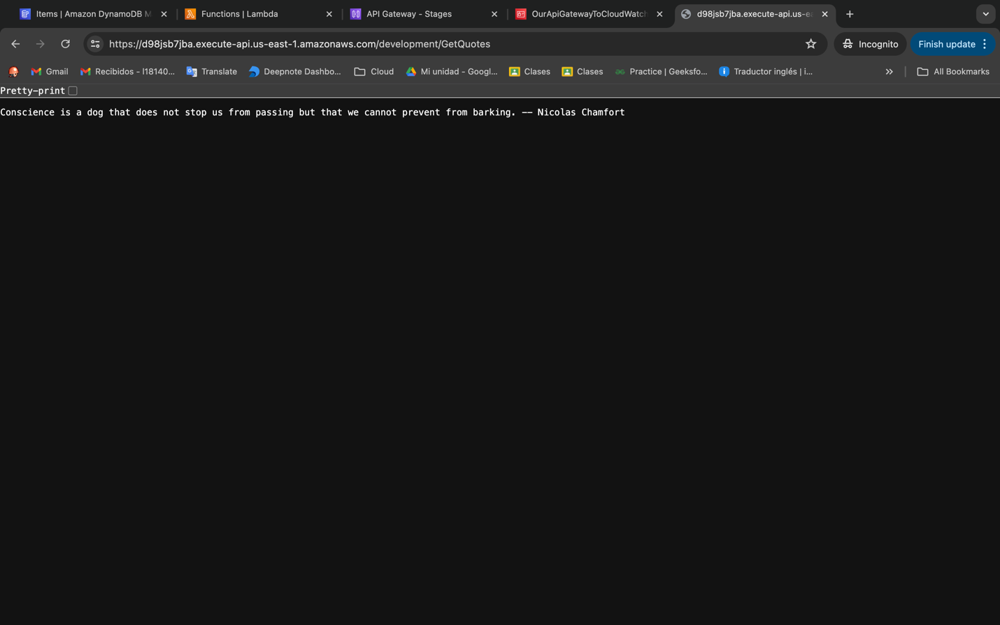 Items | Amazon DynamoDB M
Functions | Lambda
API Gateway - Stages
OurApiGatewayToCloudWatch
d98jsb7jba.execute-api.us-ea
https://d98jsb7jba.execute-api.us-east-1.amazonaws.com/development/GetQuotes
Incognito
Finish update
Gmail
Recibidos - l18140...
Translate
Deepnote Dashbo...
Cloud
Mi unidad - Googl...
Clases
Clases
Practice | Geeksfo...
Traductor inglés | i...
All Bookmarks
Pretty-print
Conscience is a dog that does not stop us from passing but that we cannot prevent from barking. -- Nicolas Chamfort